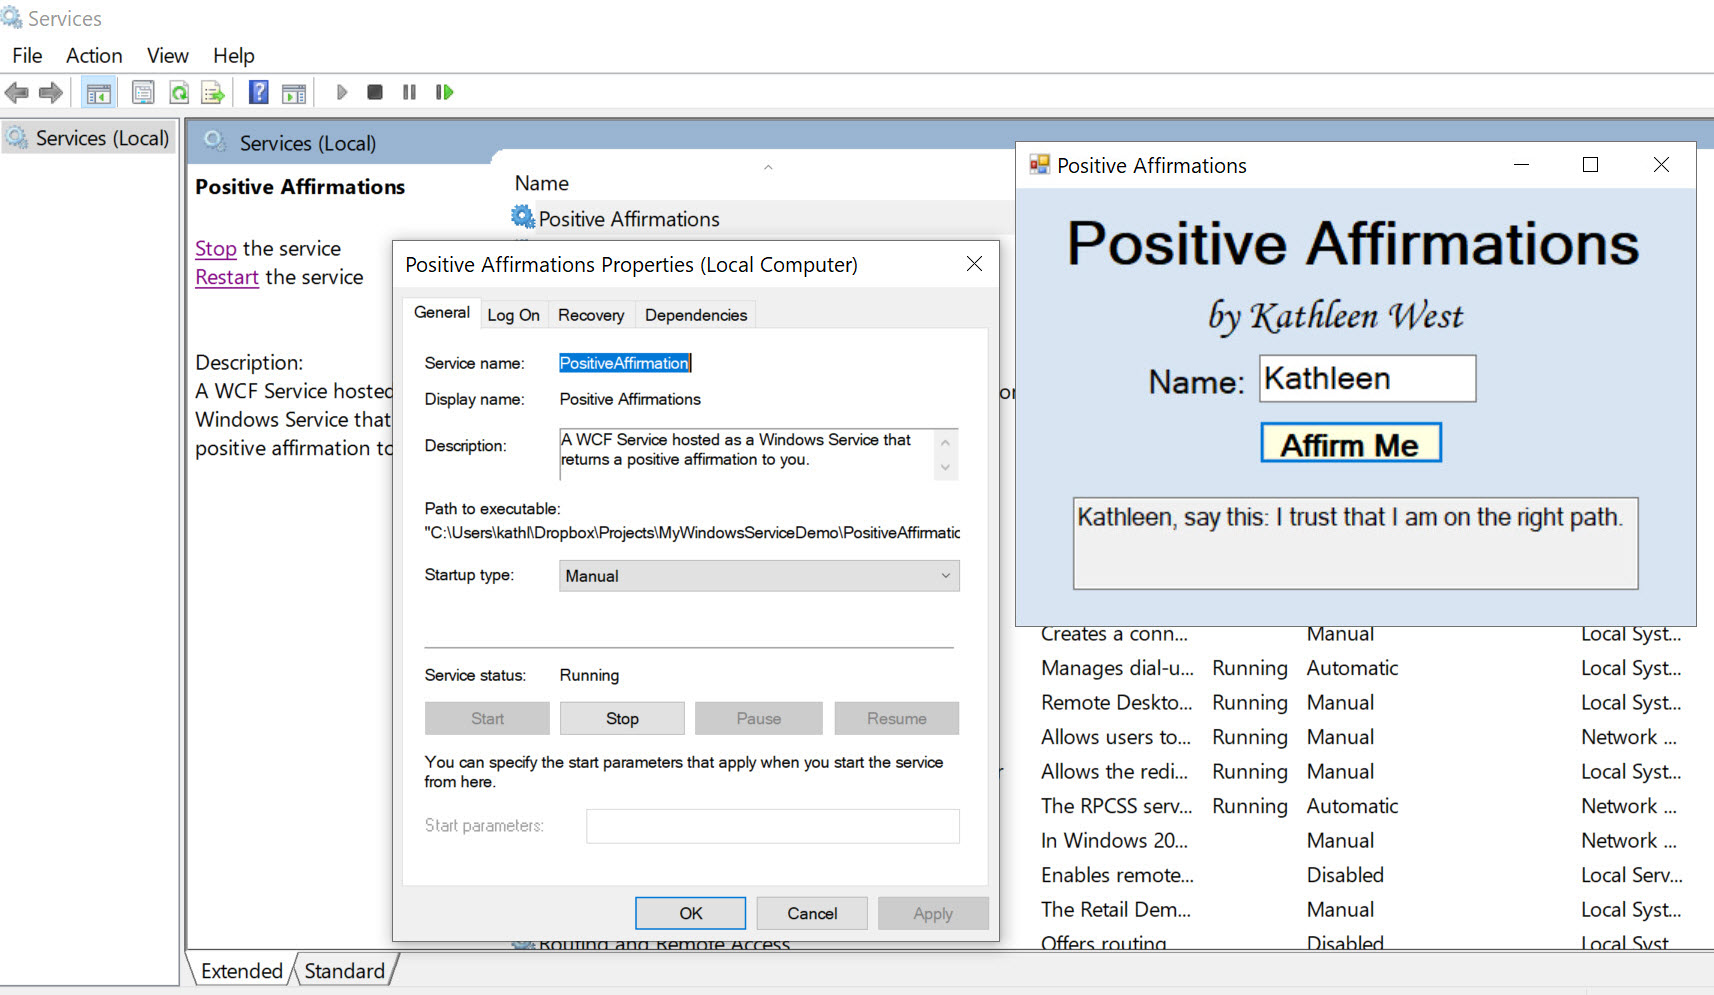 Services
File Action View Help
Services (Local)
Services (Local)
Positive Affirmations
Stop the service
Restart the service
Description:
A WCF Service hosted
Windows Service that
positive affirmation to
Name
Positive Affirmations
Positive Affirmations Properties (Local Computer)
General Log On Recovery Dependencies
Service name: PositiveAffirmation
Display name: Positive Affirmations
Description: A WCF Service hosted as a Windows Service that
returns a positive affirmation to you.
Path to executable:
"C:\Users\kathl\Dropbox\Projects\MyWindowsServiceDemo\PositiveAffirmatic
Startup type: Manual
Service status: Running
Start Stop Pause Resume
You can specify the start parameters that apply when you start the service
from here.
Start parameters:
OK Cancel Apply
Positive Affirmations
Positive Affirmations
by Kathleen West
Name: Kathleen
Affirm Me
Kathleen, say this: I trust that I am on the right path.
Creates a conn... Manual Local Syst...
Manages dial-u... Running Automatic Local Syst...
Remote Deskto... Running Manual Local Syst...
Allows users to... Running Manual Network ...
Allows the redi... Running Manual Local Syst...
The RPCSS serv... Running Automatic Network ...
In Windows 20... Manual Network ...
Enables remote... Disabled Local Serv...
The Retail Dem... Manual Local Syst...
Routing and Remote Access Offers routing Disabled Local Syst
Extended Standard